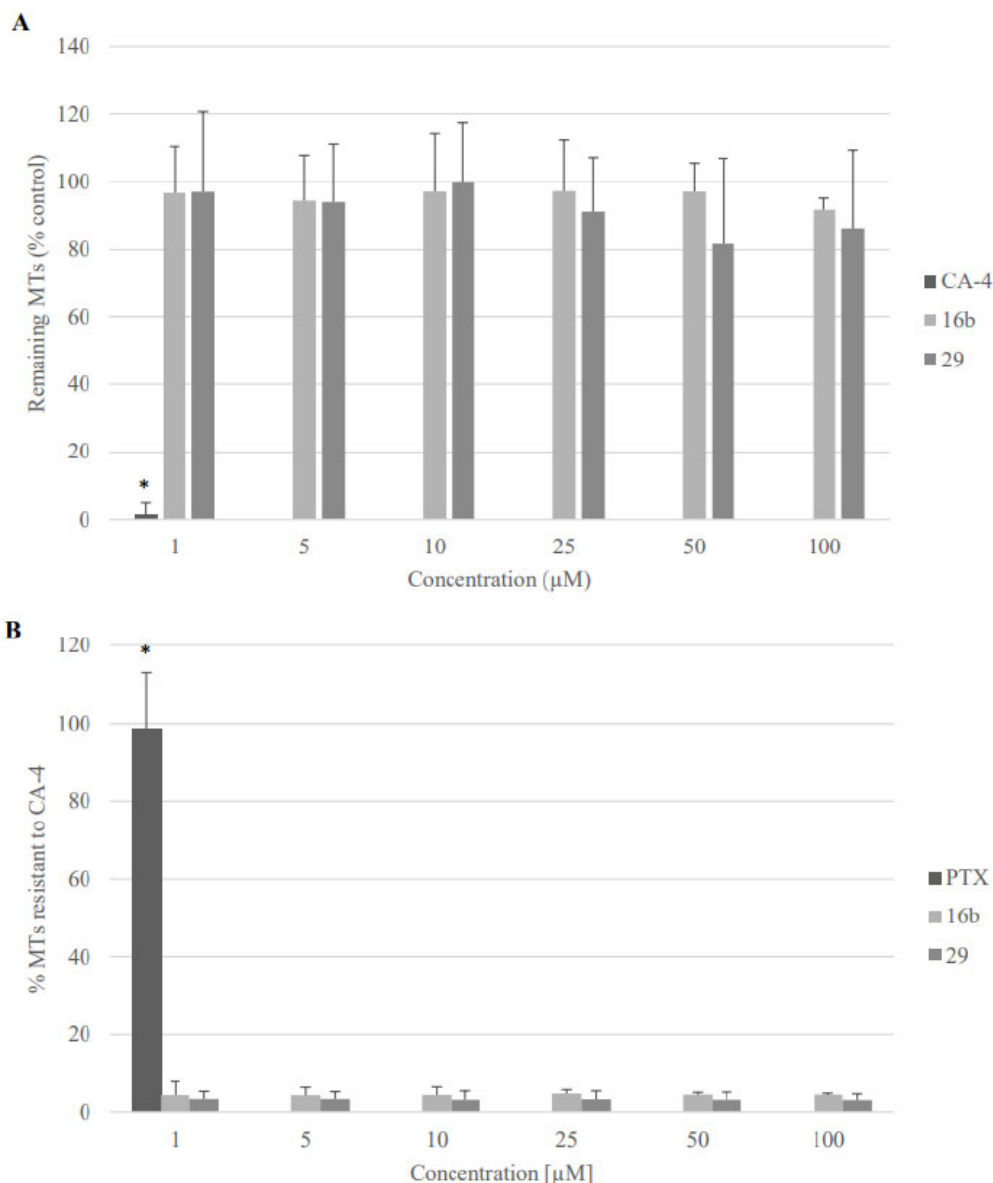 A
140
120
100
80
60
40
20
0
Remaining MTs (% control)
*
1 5 10 25 50 100
Concentration (µM)
CA-4
16b
29
B
120
100
80
60
40
20
0
% MTs resistant to CA-4
*
1 5 10 25 50 100
Concentration [µM]
PTX
16b
29